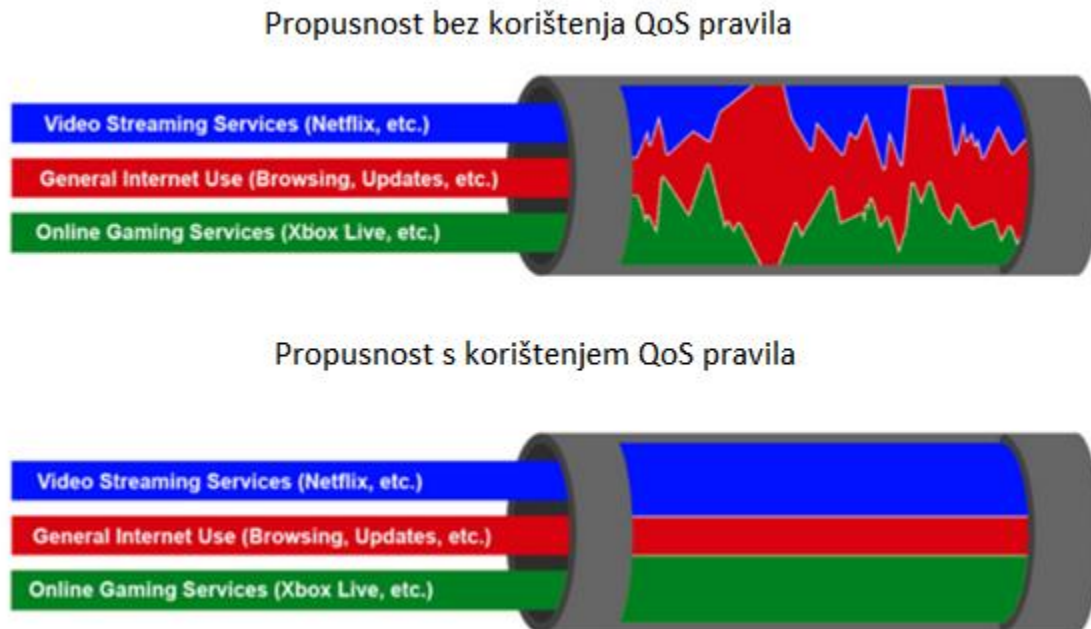 Propusnost bez korištenja QoS pravila
Video Streaming Services (Netflix, etc.)
General Internet Use (Browsing, Updates, etc.)
Online Gaming Services (Xbox Live, etc.)
Propusnost s korištenjem QoS pravila
Video Streaming Services (Netflix, etc.)
General Internet Use (Browsing, Updates, etc.)
Online Gaming Services (Xbox Live, etc.)